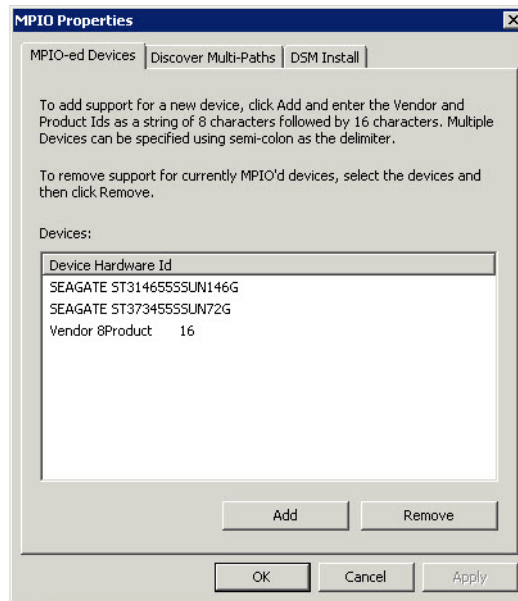 MPIO Properties
MPIO-ed Devices Discover Multi-Paths DSM Install
To add support for a new device, click Add and enter the Vendor and
Product Ids as a string of 8 characters followed by 16 characters. Multiple
Devices can be specified using semi-colon as the delimiter.
To remove support for currently MPIO'd devices, select the devices and
then click Remove.
Devices:
Device Hardware Id
SEAGATE ST314655SSUN146G
SEAGATE ST373455SSUN72G
Vendor 8Product 16
Add Remove
OK Cancel Apply